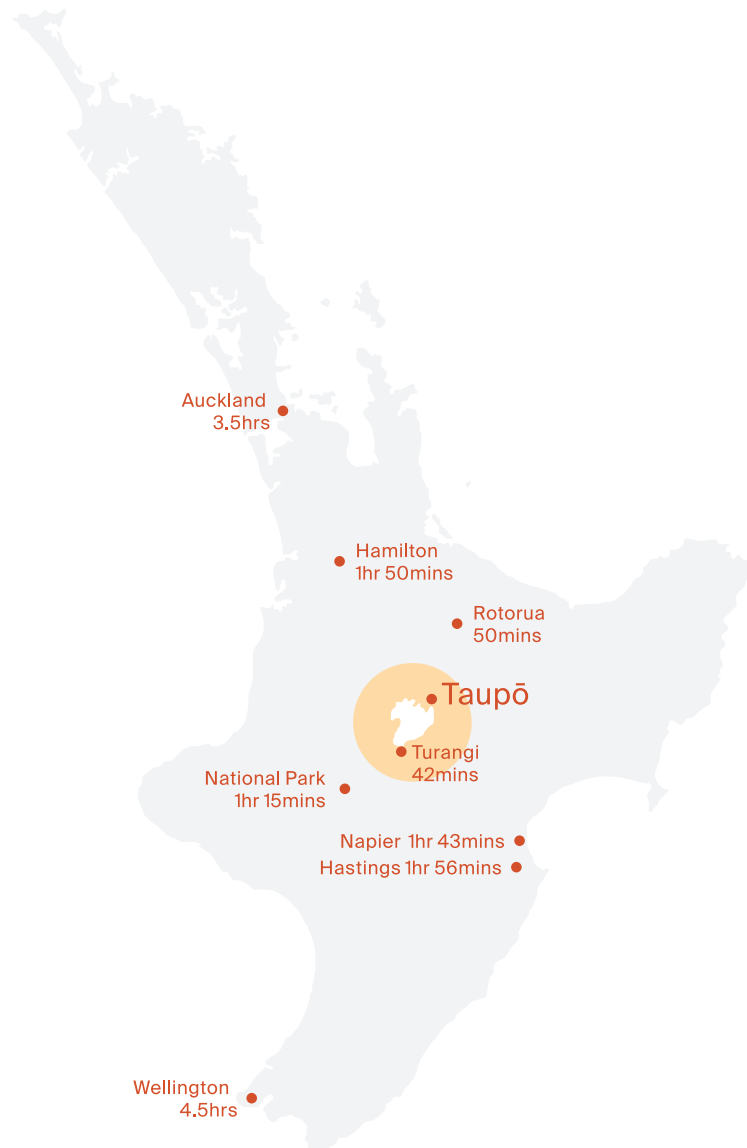 Auckland
3.5hrs
Hamilton
1hr 50mins
Rotorua
50mins
Taupō
Turangi
42mins
National Park
1hr 15mins
Napier 1hr 43mins
Hastings 1hr 56mins
Wellington
4.5hrs